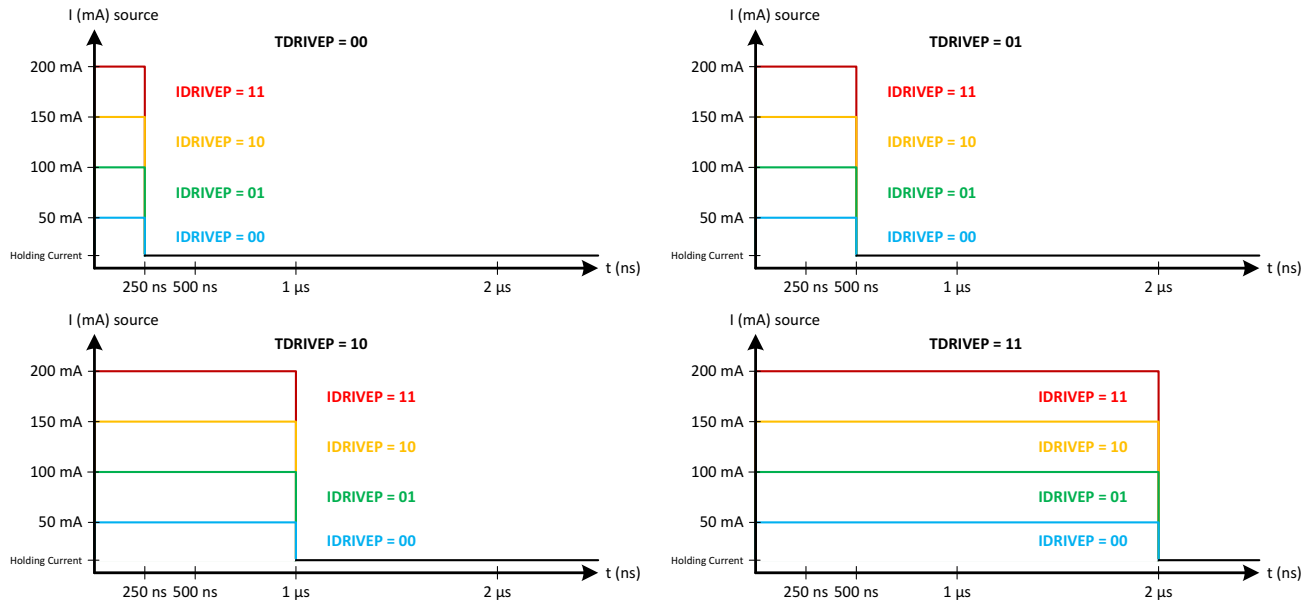 I (mA) source
TDRIVEP = 00
200 mA
IDRIVEP = 11
150 mA
IDRIVEP = 10
100 mA
IDRIVEP = 01
50 mA
IDRIVEP = 00
Holding Current
t (ns)
250 ns 500 ns 1 µs 2 µs
I (mA) source
TDRIVEP = 01
200 mA
IDRIVEP = 11
150 mA
IDRIVEP = 10
100 mA
IDRIVEP = 01
50 mA
IDRIVEP = 00
Holding Current
t (ns)
250 ns 500 ns 1 µs 2 µs
I (mA) source
TDRIVEP = 10
200 mA
IDRIVEP = 11
150 mA
IDRIVEP = 10
100 mA
IDRIVEP = 01
50 mA
IDRIVEP = 00
Holding Current
t (ns)
250 ns 500 ns 1 µs 2 µs
I (mA) source
TDRIVEP = 11
200 mA
IDRIVEP = 11
150 mA
IDRIVEP = 10
100 mA
IDRIVEP = 01
50 mA
IDRIVEP = 00
Holding Current
t (ns)
250 ns 500 ns 1 µs 2 µs